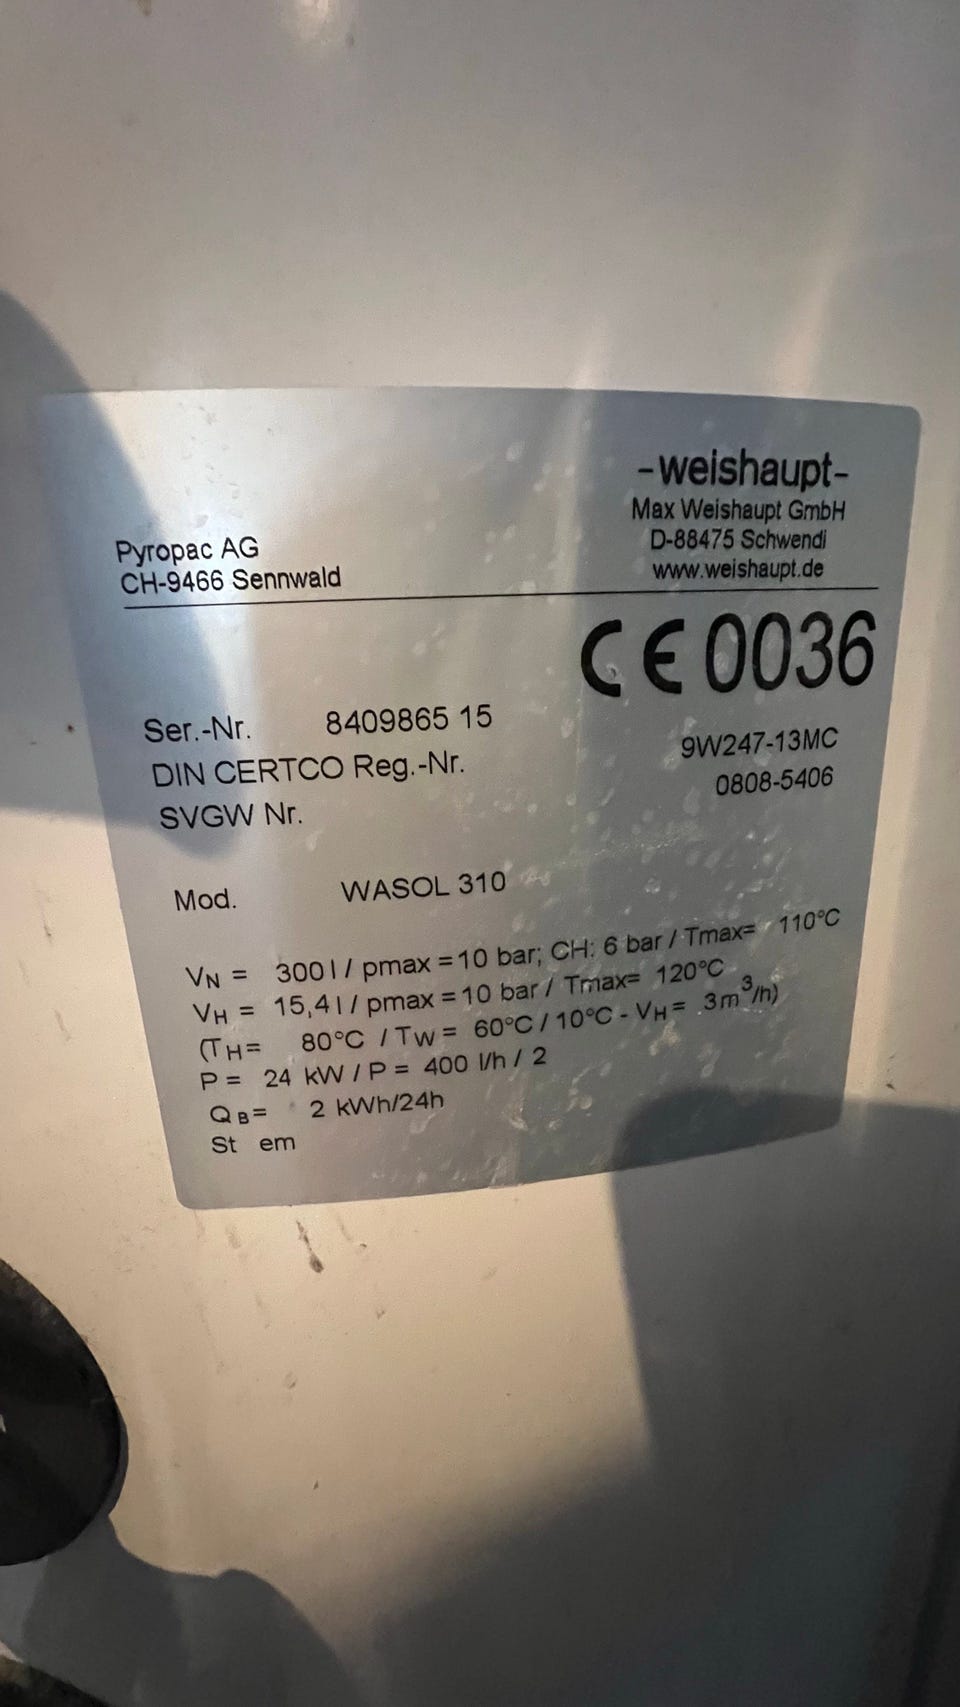 -weishaupt-
Max Weishaupt GmbH
D-88475 Schwendi
www.weishaupt.de
Pyropac AG
CH-9466 Sennwald
CE 0036
Ser.-Nr. 8409865 15
DIN CERTCO Reg.-Nr. 9W247-13MC
SVGW Nr. 0808-5406
Mod. WASOL 310
VN = 300 l / pmax = 10 bar; CH: 6 bar / Tmax= 110°C
VH = 15,4 l / pmax = 10 bar / Tmax= 120°C
(TH= 80°C / TW = 60°C / 10°C - VH = 3m³/h)
P = 24 kW / P = 400 l/h / 2
QB= 2 kWh/24h
St em